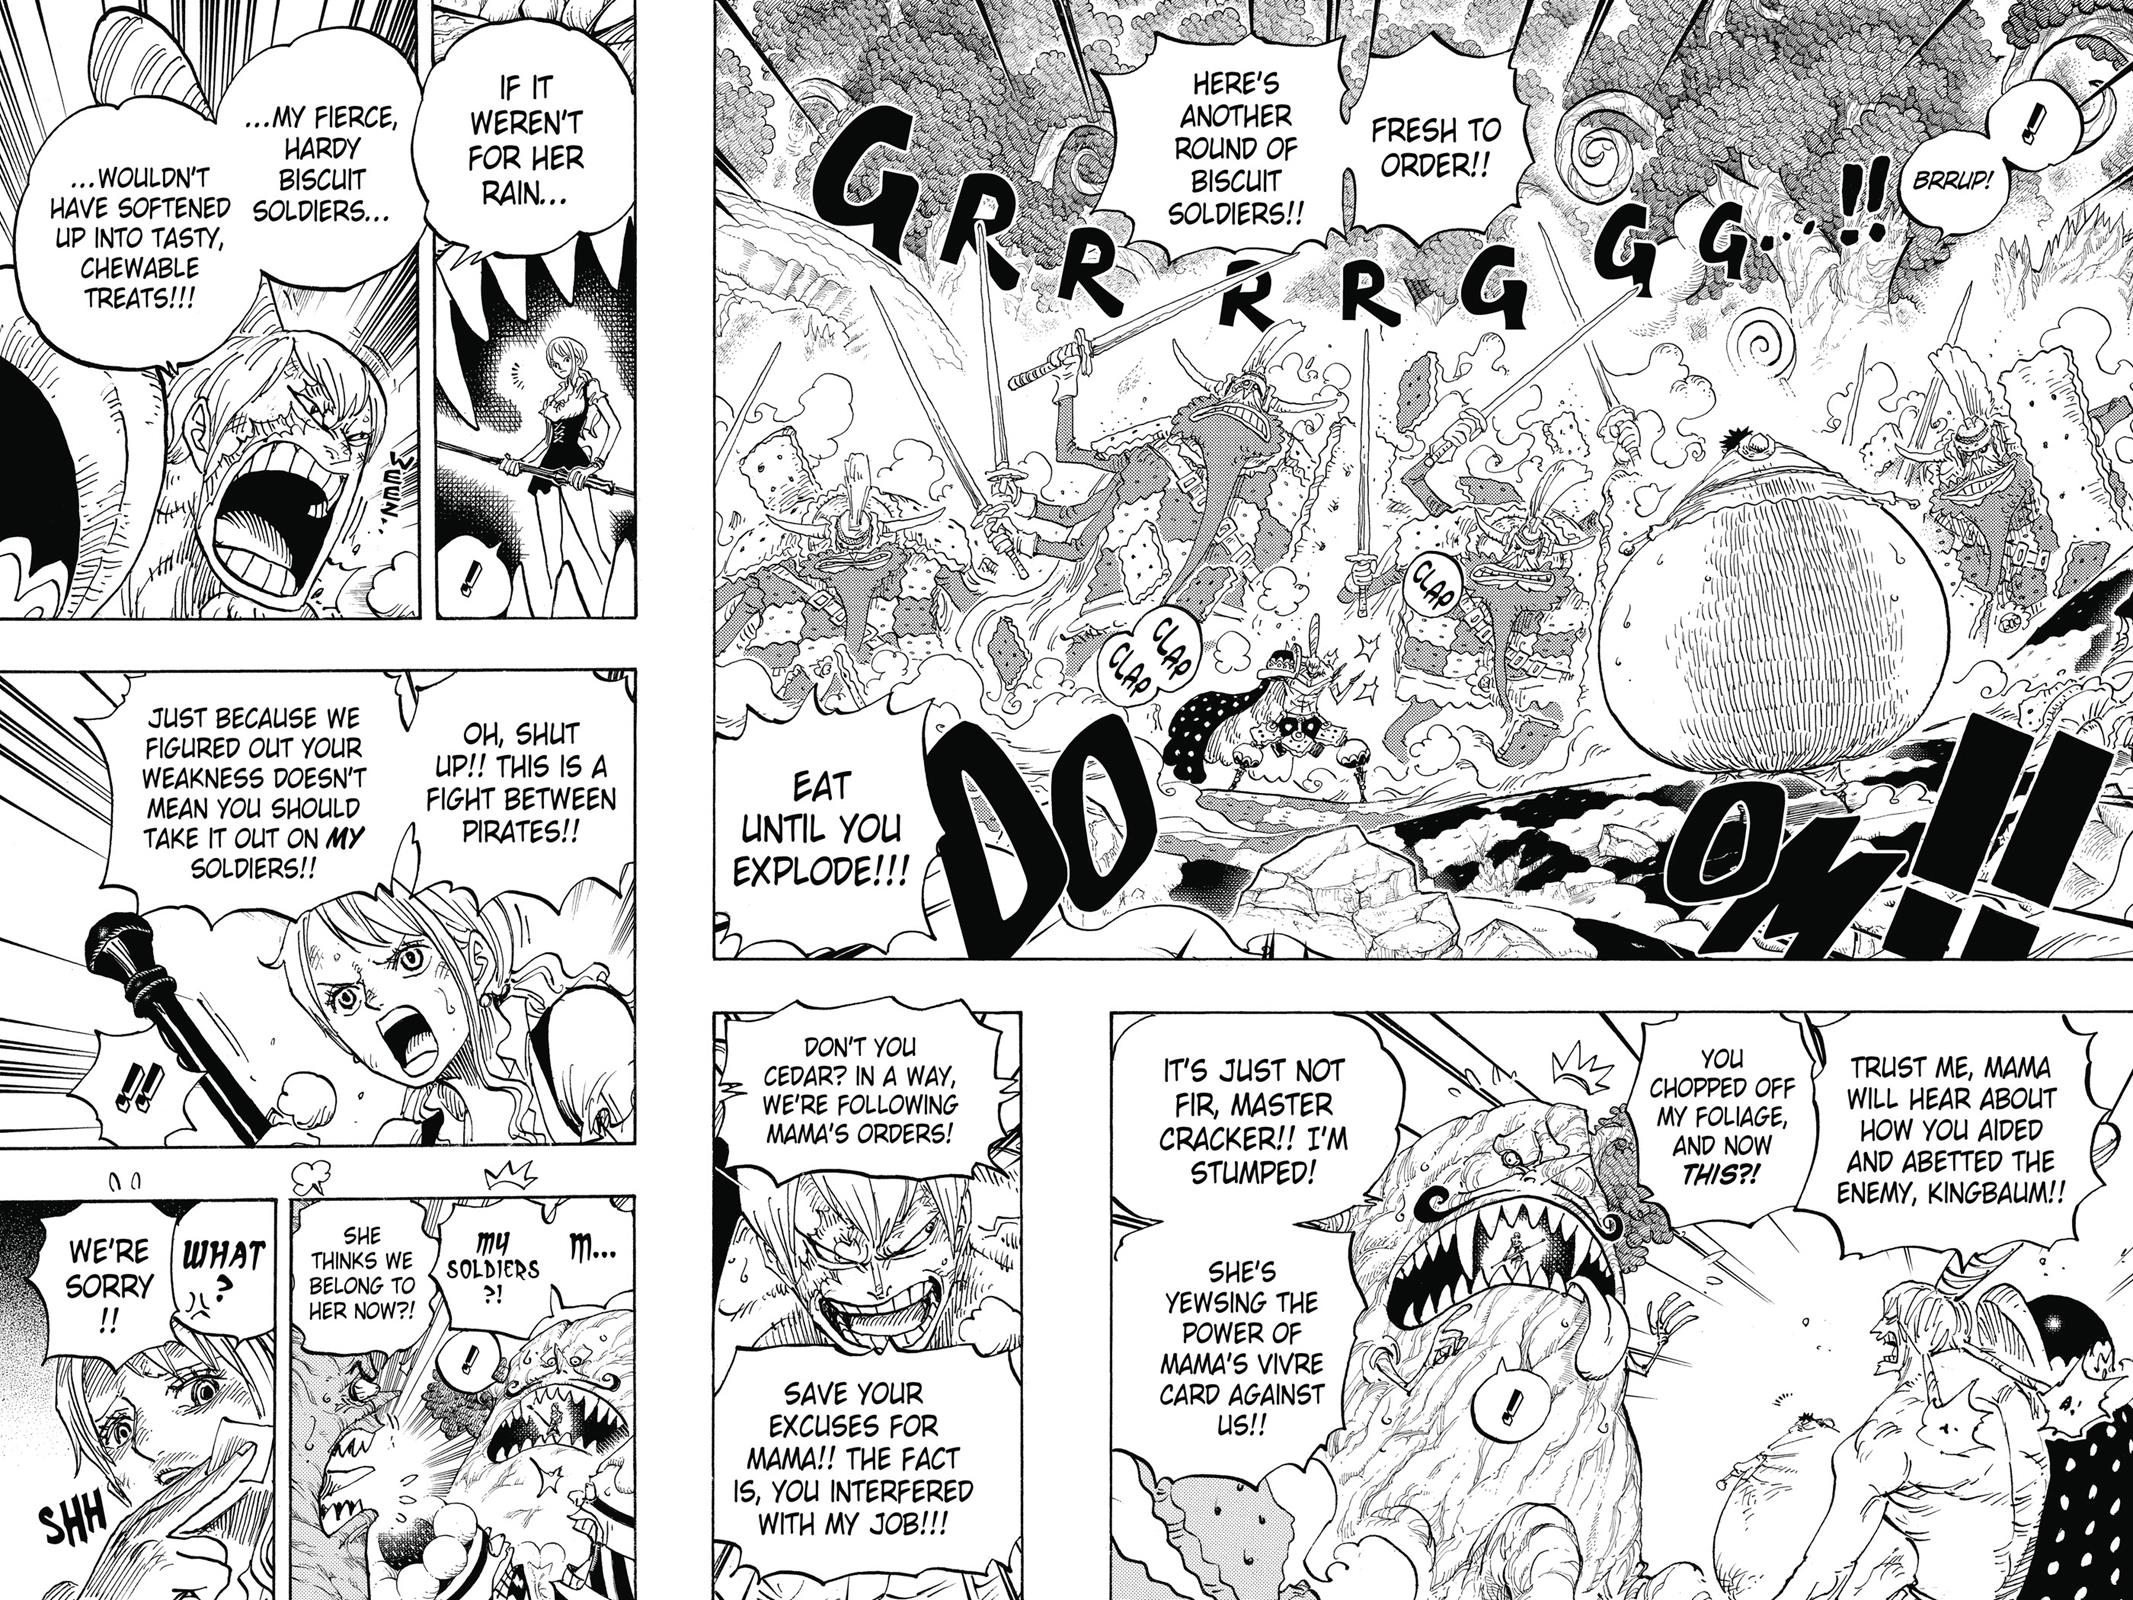 !
BRRUP!
FRESH TO
ORDER!!
HERE'S
ANOTHER
ROUND OF
BISCUIT
SOLDIERS!!
GRRRRGGG...!!
CLAP
CLAP
CLAP
EAT
UNTIL YOU
EXPLODE!!!
DOOM!!
TRUST ME, MAMA
WILL HEAR ABOUT
HOW YOU AIDED
AND ABETTED THE
ENEMY, KINGBAUM!!
YOU
CHOPPED OFF
MY FOLIAGE,
AND NOW
THIS?!
IT'S JUST NOT
FIR, MASTER
CRACKER!! I'M
STUMPED!
SHE'S
YEWSING THE
POWER OF
MAMA'S VIVRE
CARD AGAINST
US!!
!
DON'T YOU
CEDAR? IN A WAY,
WE'RE FOLLOWING
MAMA'S ORDERS!
SAVE YOUR
EXCUSES FOR
MAMA!! THE FACT
IS, YOU INTERFERED
WITH MY JOB!!!
IF IT
WEREN'T
FOR HER
RAIN...
!
...MY FIERCE,
HARDY
BISCUIT
SOLDIERS...
...WOULDN'T
HAVE SOFTENED
UP INTO TASTY,
CHEWABLE
TREATS!!!
OH, SHUT
UP!! THIS IS A
FIGHT BETWEEN
PIRATES!!
JUST BECAUSE WE
FIGURED OUT YOUR
WEAKNESS DOESN'T
MEAN YOU SHOULD
TAKE IT OUT ON MY
SOLDIERS!!
!!
M...
MY
SOLDIERS
?!
!
SHE
THINKS WE
BELONG TO
HER NOW?!
WHAT
?
WE'RE
SORRY
!!
SHH